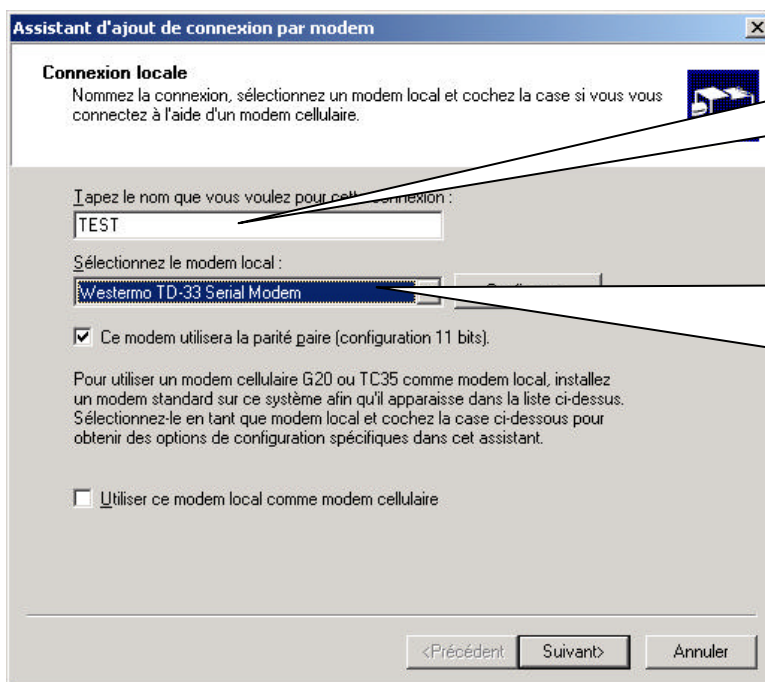 Assistant d'ajout de connexion par modem
Connexion locale
Nommez la connexion, sélectionnez un modem local et cochez la case si vous vous
connectez à l'aide d'un modem cellulaire.
Tapez le nom que vous voulez pour cette connexion :
TEST
Sélectionnez le modem local :
Westermo TD-33 Serial Modem
Ce modem utilisera la parité paire (configuration 11 bits).
Pour utiliser un modem cellulaire G20 ou TC35 comme modem local, installez
un modem standard sur ce système afin qu'il apparaisse dans la liste ci-dessus.
Sélectionnez-le en tant que modem local et cochez la case ci-dessous pour
obtenir des options de configuration spécifiques dans cet assistant.
Utiliser ce modem local comme modem cellulaire
<Précédent
Suivant>
Annuler